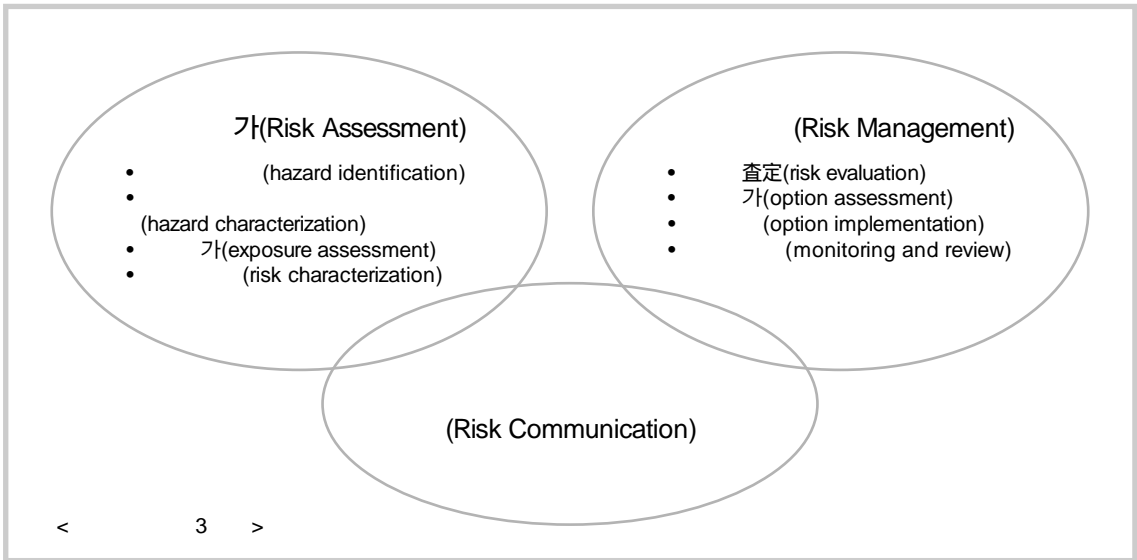 가(Risk Assessment)
• (hazard identification)
•
(hazard characterization)
• 가(exposure assessment)
• (risk characterization)
(Risk Management)
• 査定(risk evaluation)
• 가(option assessment)
• (option implementation)
• (monitoring and review)
(Risk Communication)
< 3 >